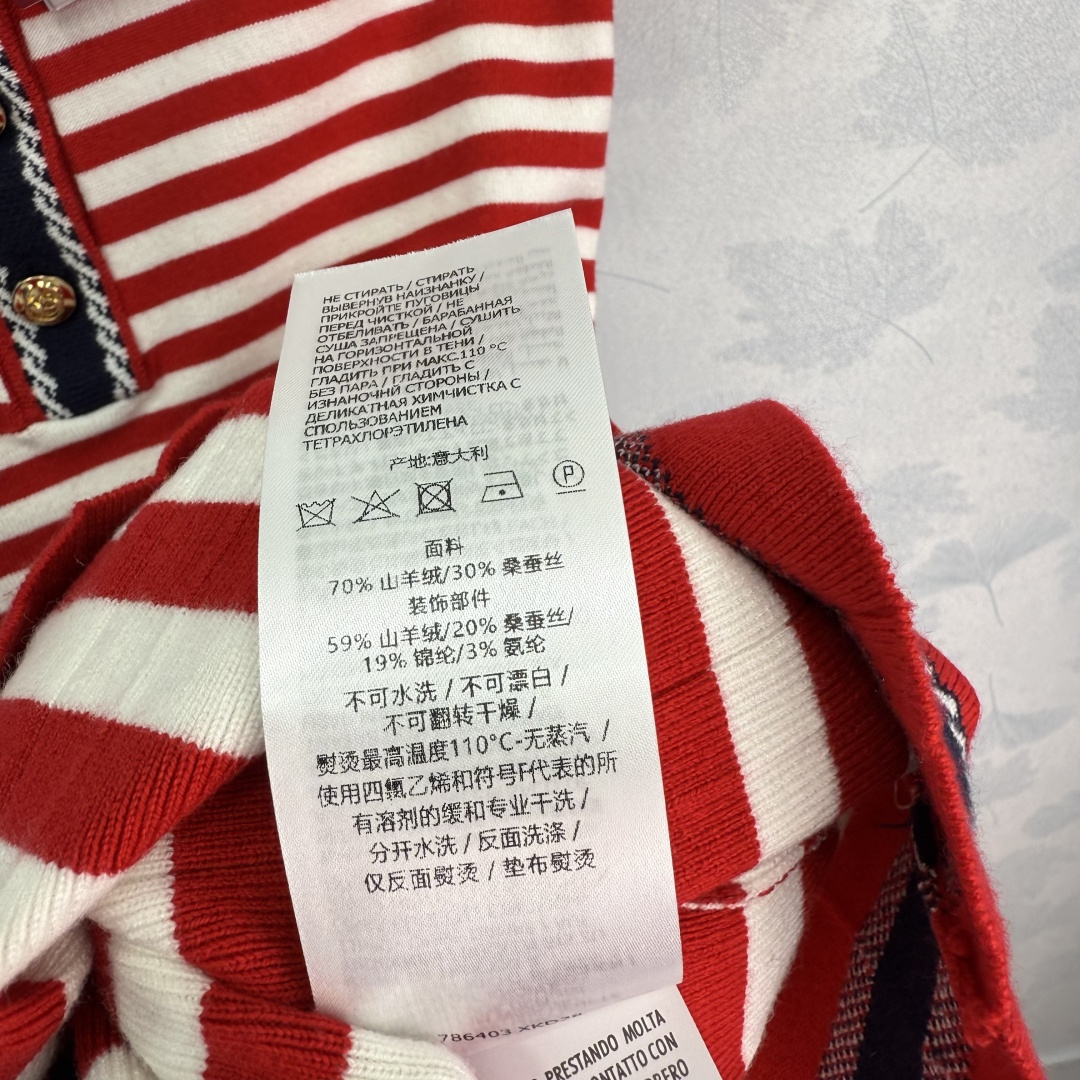 НЕ СТИРАТЬ / СТИРАТЬ
ВЫВЕРНУВ НАИЗНАНКУ /
ПРИКРОЙТЕ ПУГОВИЦЫ
ПЕРЕД ЧИСТКОЙ / НЕ
ОТБЕЛИВАТЬ / БАРАБАННАЯ
СУША ЗАПРЕЩЕНА / СУШИТЬ
НА ГОРИЗОНТАЛЬНОЙ
ПОВЕРХНОСТИ В ТЕНИ /
ГЛАДИТЬ ПРИ МАКС.110 °C
БЕЗ ПАРА / ГЛАДИТЬ С
ИЗНАНОЧНЙ СТОРОНЫ /
ДЕЛИКАТНАЯ ХИМЧИСТКА С
СПОЛЬЗОВАНИЕМ
ТЕТРАХЛОРЭТИЛЕНА
产地:意大利
P
面料
70% 山羊绒/30% 桑蚕丝
装饰部件
59% 山羊绒/20% 桑蚕丝/
19% 锦纶/3% 氨纶
不可水洗 / 不可漂白 /
不可翻转干燥 /
熨烫最高温度110°C-无蒸汽 /
使用四氯乙烯和符号F代表的所
有溶剂的缓和专业干洗 /
分开水洗 / 反面洗涤 /
仅反面熨烫 / 垫布熨烫
786403
PRESTANDO MOLTA
CON